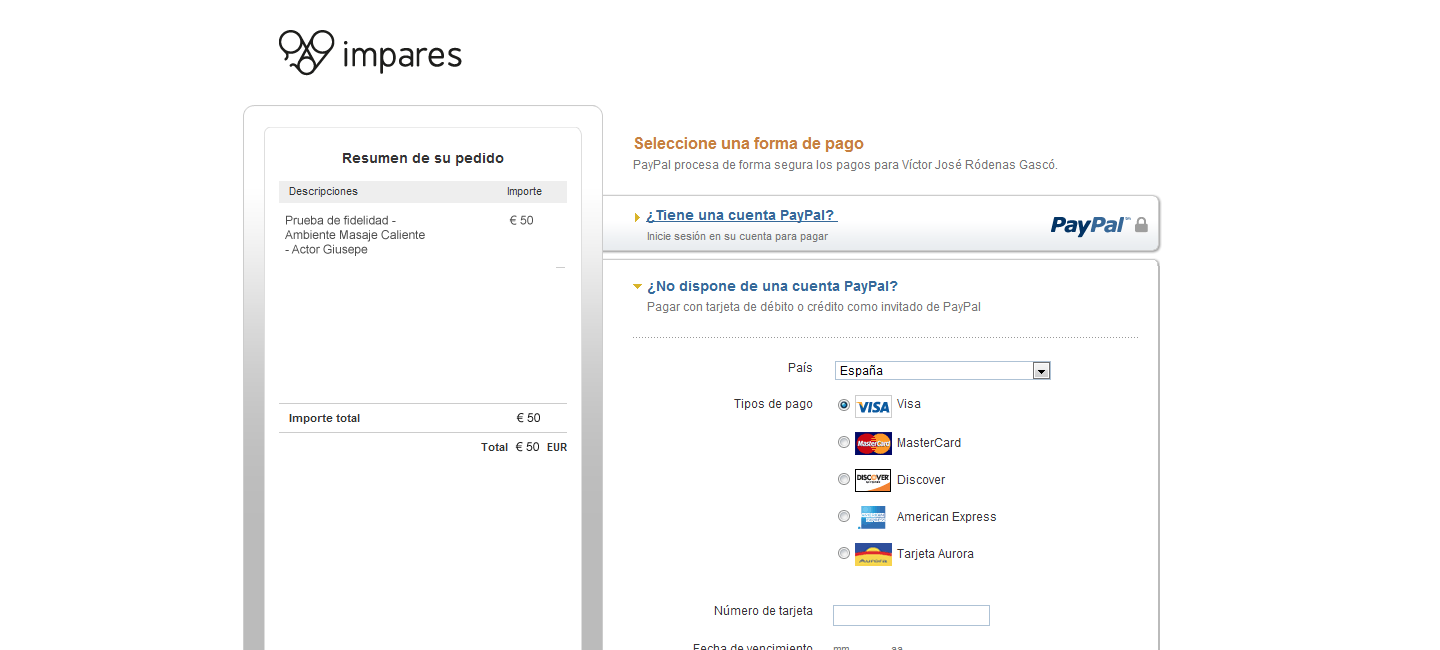 impares
Resumen de su pedido
Descripciones Importe
Prueba de fidelidad - € 50
Ambiente Masaje Caliente
- Actor Giusepe
Importe total € 50
Total € 50 EUR
Seleccione una forma de pago
PayPal procesa de forma segura los pagos para Víctor José Ródenas Gascó.
¿Tiene una cuenta PayPal?
Inicie sesión en su cuenta para pagar
PayPal
¿No dispone de una cuenta PayPal?
Pagar con tarjeta de débito o crédito como invitado de PayPal
País España
Tipos de pago VISA Visa
MasterCard MasterCard
DISCOVER Discover
American Express
Aurora Tarjeta Aurora
Número de tarjeta
Fecha de vencimiento mm aa